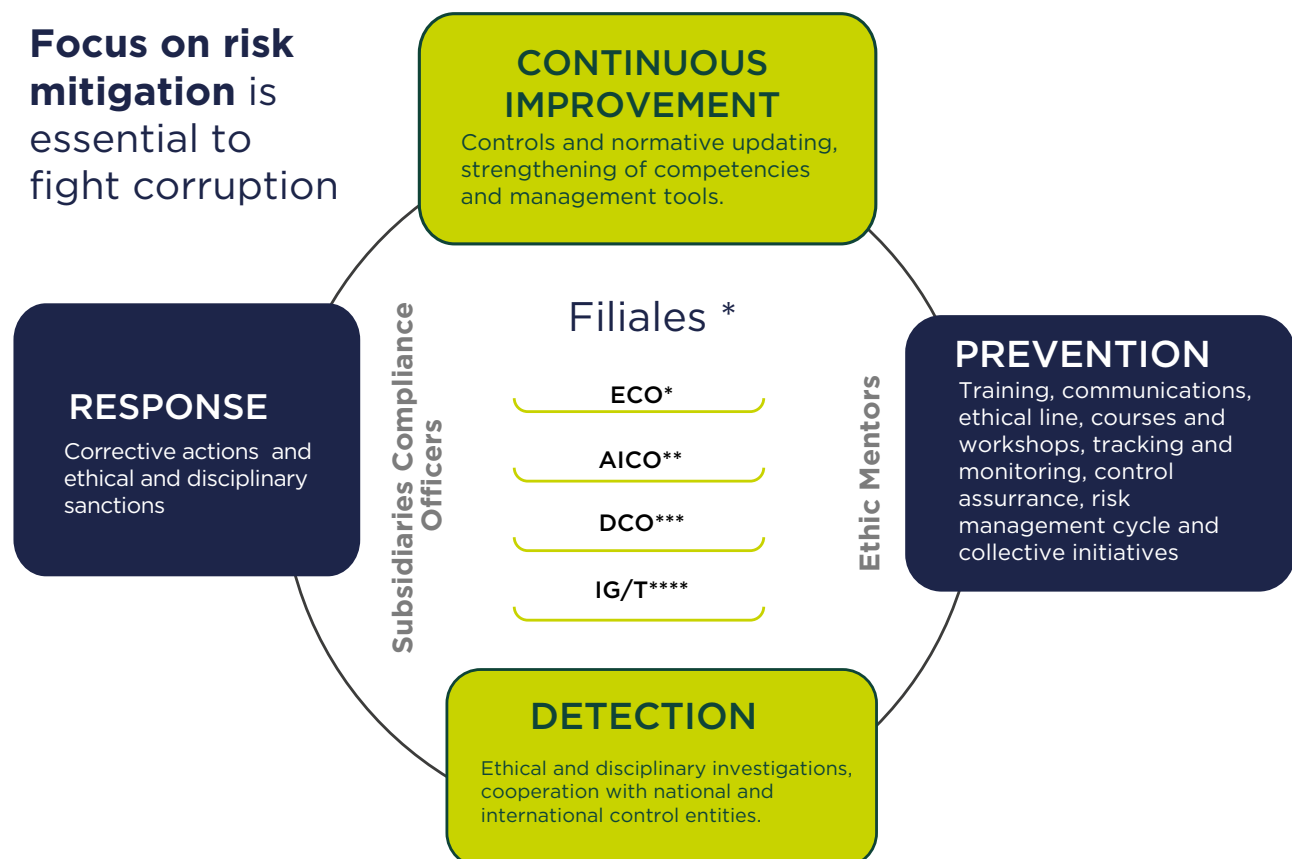 Focus on risk
mitigation is
essential to
fight corruption
CONTINUOUS
IMPROVEMENT
Controls and normative updating,
strengthening of competencies
and management tools.
RESPONSE
Corrective actions and
ethical and disciplinary
sanctions
Subsidiaries Compliance
Officers
Filiales *
ECO*
AICO**
DCO***
IG/T****
Ethic Mentors
PREVENTION
Training, communications,
ethical line, courses and
workshops, tracking and
monitoring, control
assurrance, risk
management cycle and
collective initiatives
DETECTION
Ethical and disciplinary investigations,
cooperation with national and
international control entities.